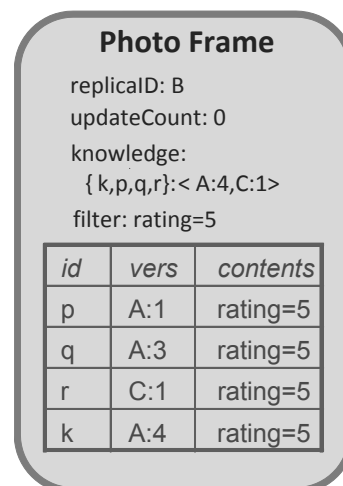 Photo Frame
replicaID: B
updateCount: 0
knowledge:
{ k,p,q,r}:< A:4,C:1>
filter: rating=5
id vers contents
p A:1 rating=5
q A:3 rating=5
r C:1 rating=5
k A:4 rating=5